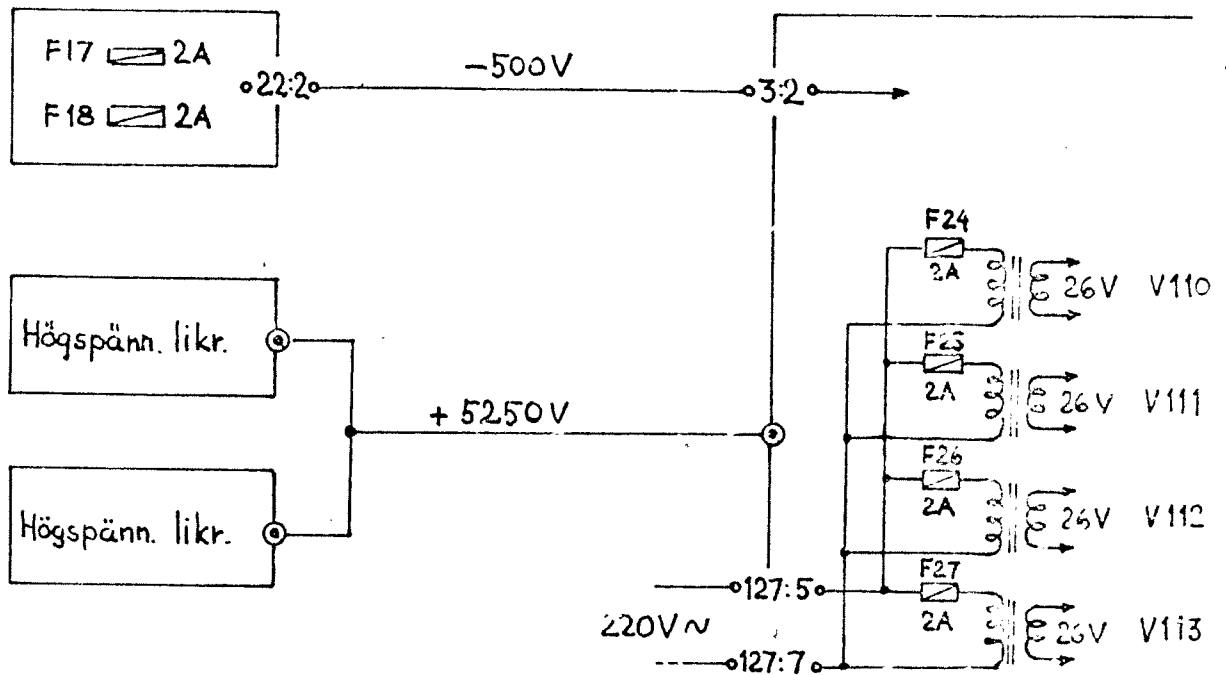 F17 2A
F18 2A
22:2
-500V
3:2
Högspänn. likr.
Högspänn. likr.
+ 5250V
F24
2A
26V V110
2A
26V V111
F26
2A
26V V112
127:5
F27
2A
26V V113
220V~
127:7